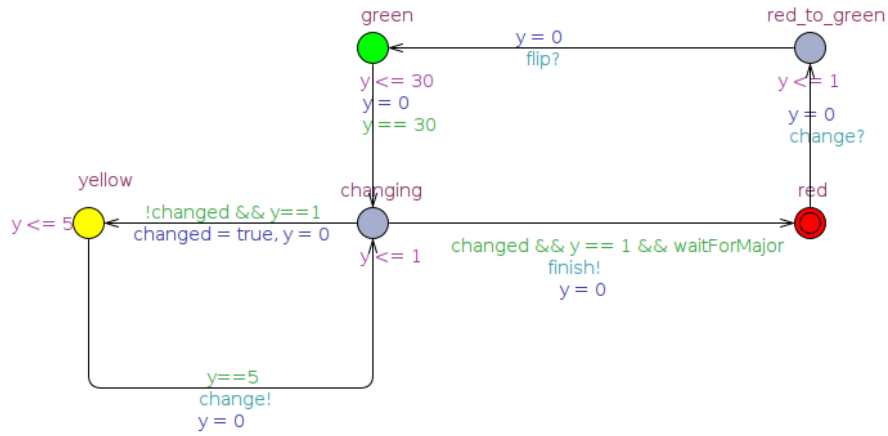 green
red_to_green
y = 0
flip?
y <= 30
y = 0
y == 30
y <= 1
y = 0
change?
yellow
changing
red
y <= 5
!changed && y==1
changed = true, y = 0
y <= 1
changed && y == 1 && waitForMajor
finish!
y = 0
y==5
change!
y = 0